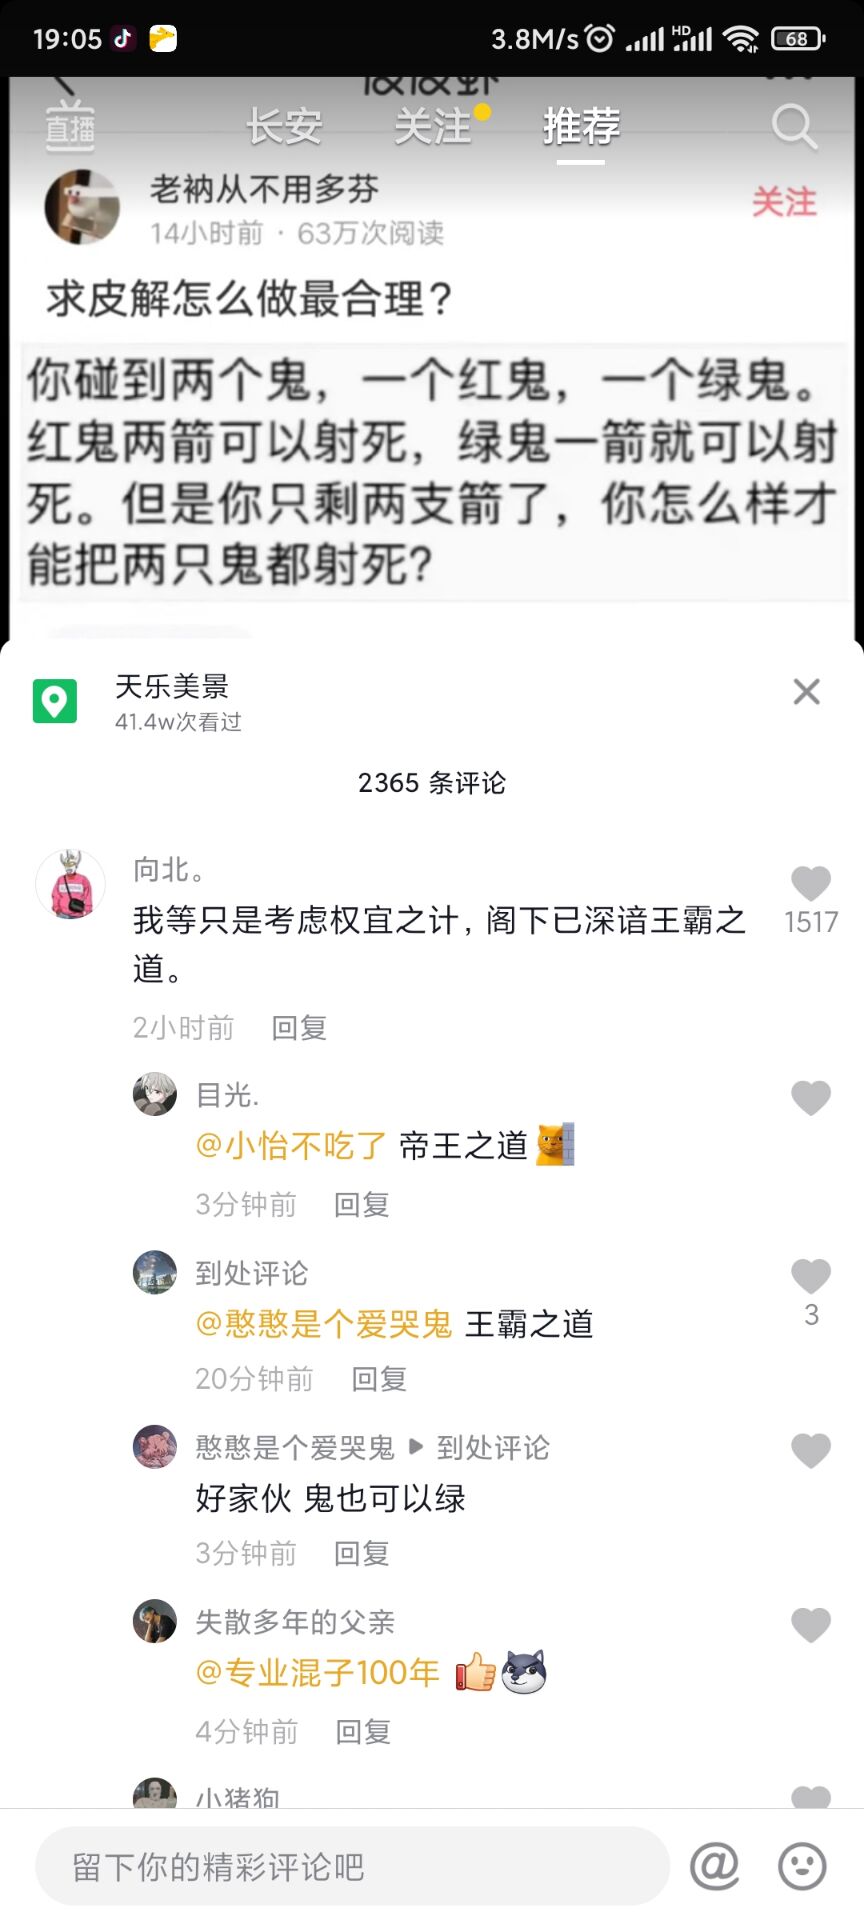 19:05
3.8M/s
HD
68
直播
长安
关注
推荐
老衲从不用多芬
14小时前 · 63万次阅读
关注
求皮解怎么做最合理？
你碰到两个鬼，一个红鬼，一个绿鬼。
红鬼两箭可以射死，绿鬼一箭就可以射
死。但是你只剩两支箭了，你怎么样才
能把两只鬼都射死?
天乐美景
41.4w次看过
2365 条评论
向北。
我等只是考虑权宜之计，阁下已深谙王霸之
道。
1517
2小时前 回复
目光.
@小怡不吃了 帝王之道
3分钟前 回复
到处评论
@憨憨是个爱哭鬼 王霸之道
3
20分钟前 回复
憨憨是个爱哭鬼 ▶ 到处评论
好家伙 鬼也可以绿
3分钟前 回复
失散多年的父亲
@专业混子100年
4分钟前 回复
小猪狗
留下你的精彩评论吧
@